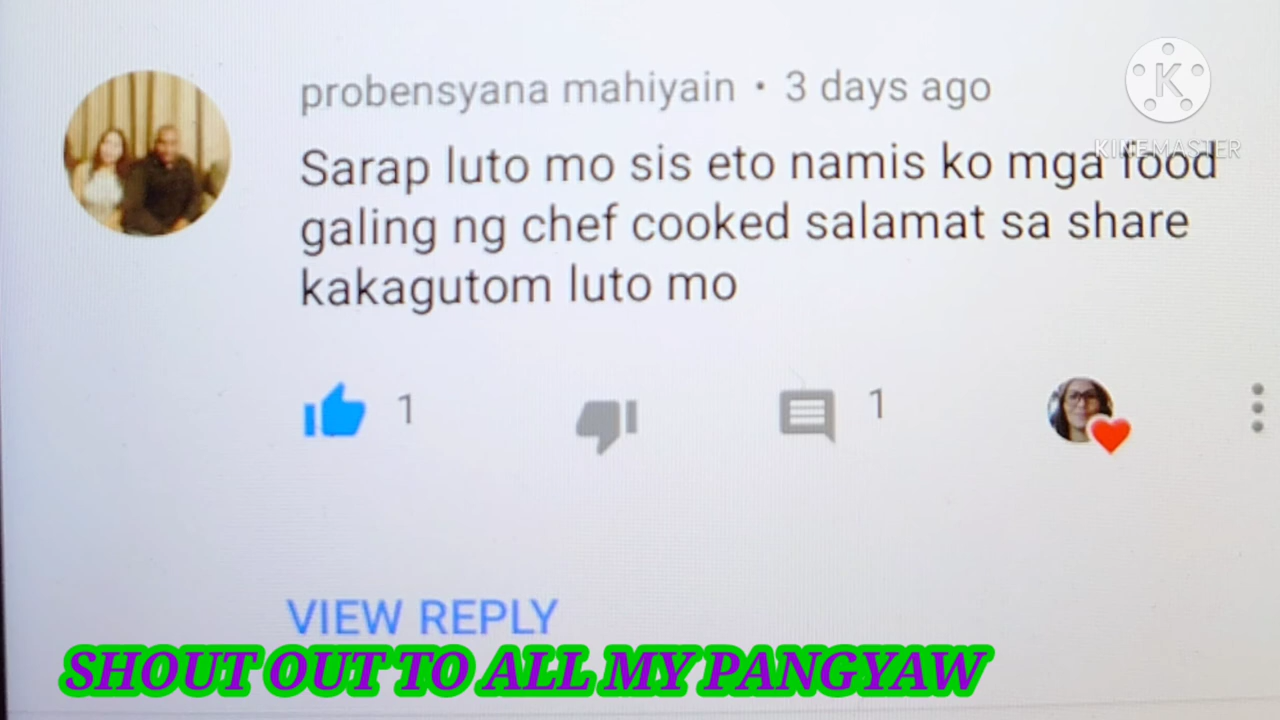 probensyana mahiyain • 3 days ago
K
KINEMASTER
Sarap luto mo sis eto namis ko mga food
galing ng chef cooked salamat sa share
kakagutom luto mo
1
1
VIEW REPLY
SHOUT OUT TO ALL MY PANGYAW